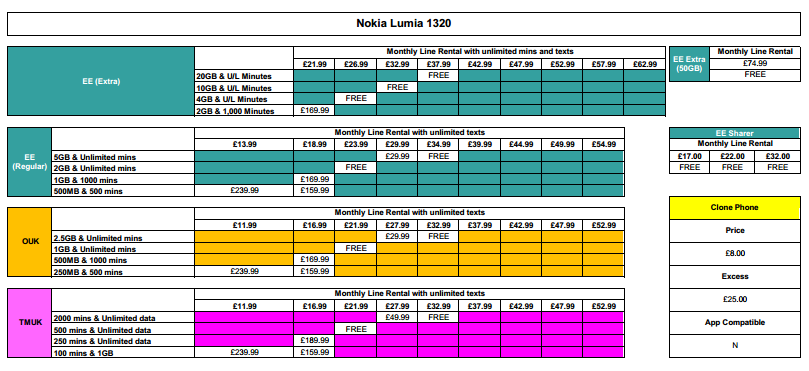 Nokia Lumia 1320
Monthly Line Rental with unlimited mins and texts
EE (Extra)
£21.99 £26.99 £32.99 £37.99 £42.99 £47.99 £52.99 £57.99 £62.99
20GB & U/L Minutes FREE
10GB & U/L Minutes FREE
4GB & U/L Minutes FREE
2GB & 1,000 Minutes £169.99
EE Extra (50GB)
Monthly Line Rental
£74.99
FREE
Monthly Line Rental with unlimited texts
EE (Regular)
£13.99 £18.99 £23.99 £29.99 £34.99 £39.99 £44.99 £49.99 £54.99
5GB & Unlimited mins £29.99 FREE
2GB & Unlimited mins FREE
1GB & 1000 mins £169.99
500MB & 500 mins £239.99 £159.99
EE Sharer
Monthly Line Rental
£17.00 £22.00 £32.00
FREE FREE FREE
Monthly Line Rental with unlimited texts
OUK
£11.99 £16.99 £21.99 £27.99 £32.99 £37.99 £42.99 £47.99 £52.99
2.5GB & Unlimited mins £29.99 FREE
1GB & Unlimited mins FREE
500MB & 1000 mins £169.99
250MB & 500 mins £239.99 £159.99
Clone Phone
Price
£8.00
Excess
£25.00
App Compatible
N
Monthly Line Rental with unlimited texts
TMUK
£11.99 £16.99 £21.99 £27.99 £32.99 £37.99 £42.99 £47.99 £52.99
2000 mins & Unlimited data £49.99 FREE
500 mins & Unlimited data FREE
250 mins & Unlimited data £189.99
100 mins & 1GB £239.99 £159.99